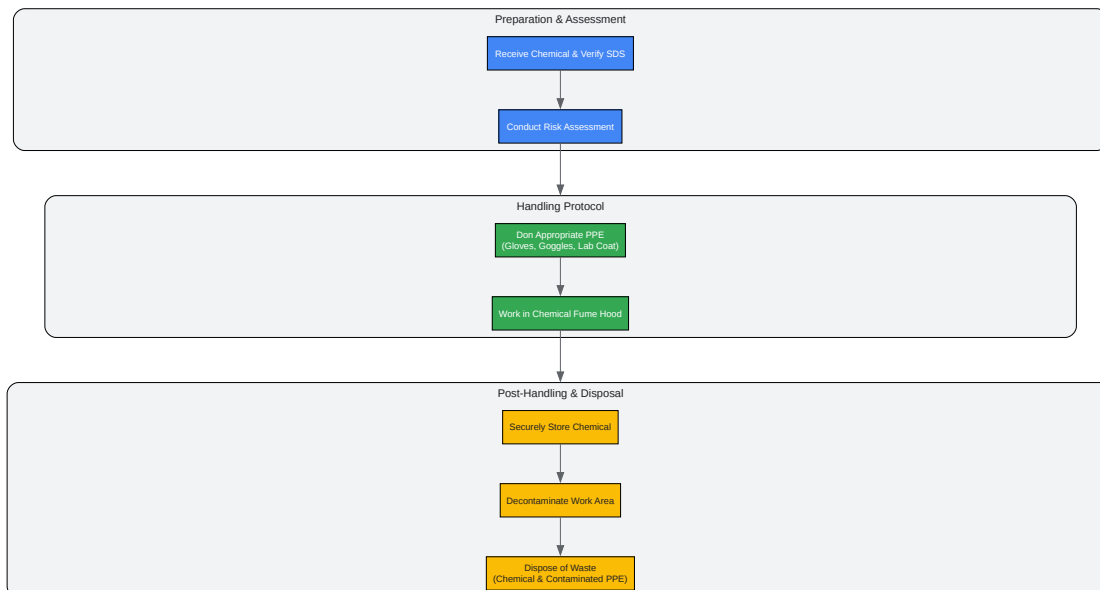 Preparation & Assessment
Receive Chemical & Verify SDS
Conduct Risk Assessment
Handling Protocol
Don Appropriate PPE
(Gloves, Goggles, Lab Coat)
Work in Chemical Fume Hood
Post-Handling & Disposal
Securely Store Chemical
Decontaminate Work Area
Dispose of Waste
(Chemical & Contaminated PPE)